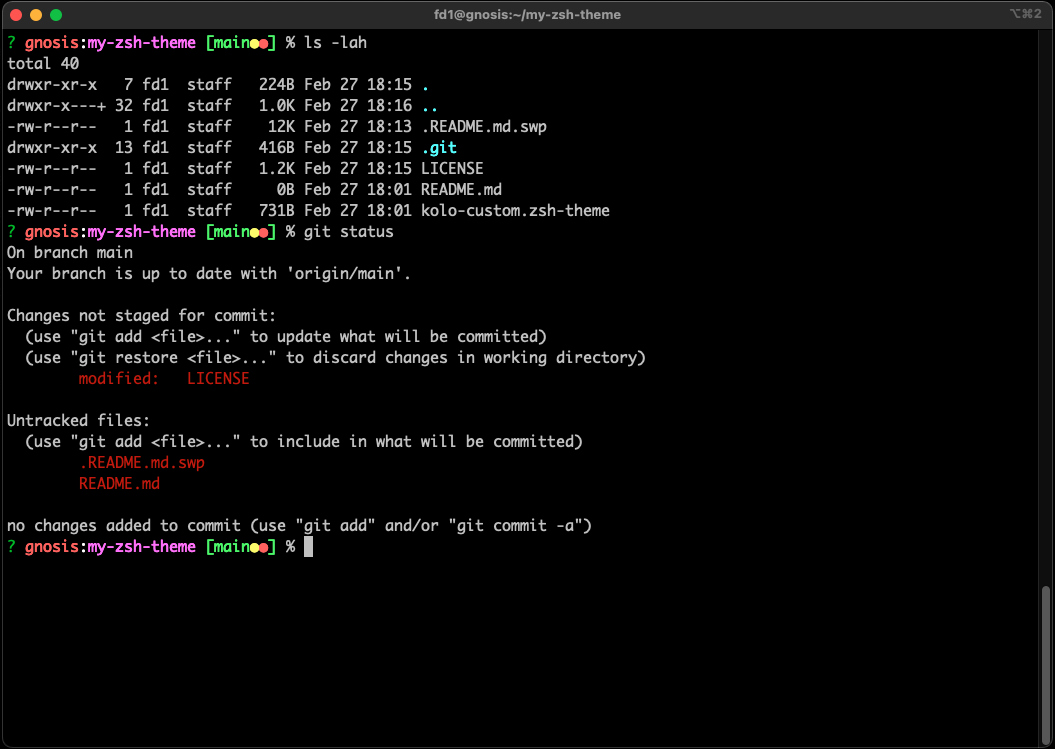 fd1@gnosis:~/my-zsh-theme
⌥⌘2
? gnosis:my-zsh-theme [main●●] % ls -lah
total 40
drwxr-xr-x   7 fd1  staff   224B Feb 27 18:15 .
drwxr-x---+ 32 fd1  staff   1.0K Feb 27 18:16 ..
-rw-r--r--   1 fd1  staff    12K Feb 27 18:13 .README.md.swp
drwxr-xr-x  13 fd1  staff   416B Feb 27 18:15 .git
-rw-r--r--   1 fd1  staff   1.2K Feb 27 18:15 LICENSE
-rw-r--r--   1 fd1  staff     0B Feb 27 18:01 README.md
-rw-r--r--   1 fd1  staff   731B Feb 27 18:01 kolo-custom.zsh-theme
? gnosis:my-zsh-theme [main●●] % git status
On branch main
Your branch is up to date with 'origin/main'.

Changes not staged for commit:
  (use "git add <file>..." to update what will be committed)
  (use "git restore <file>..." to discard changes in working directory)
        modified:   LICENSE

Untracked files:
  (use "git add <file>..." to include in what will be committed)
        .README.md.swp
        README.md

no changes added to commit (use "git add" and/or "git commit -a")
? gnosis:my-zsh-theme [main●●] %